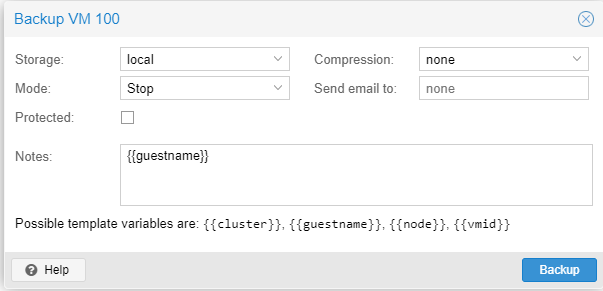 Backup VM 100
Storage: local Compression: none
Mode: Stop Send email to: none
Protected:
Notes: {{guestname}}
Possible template variables are: {{cluster}}, {{guestname}}, {{node}}, {{vmid}}
? Help Backup